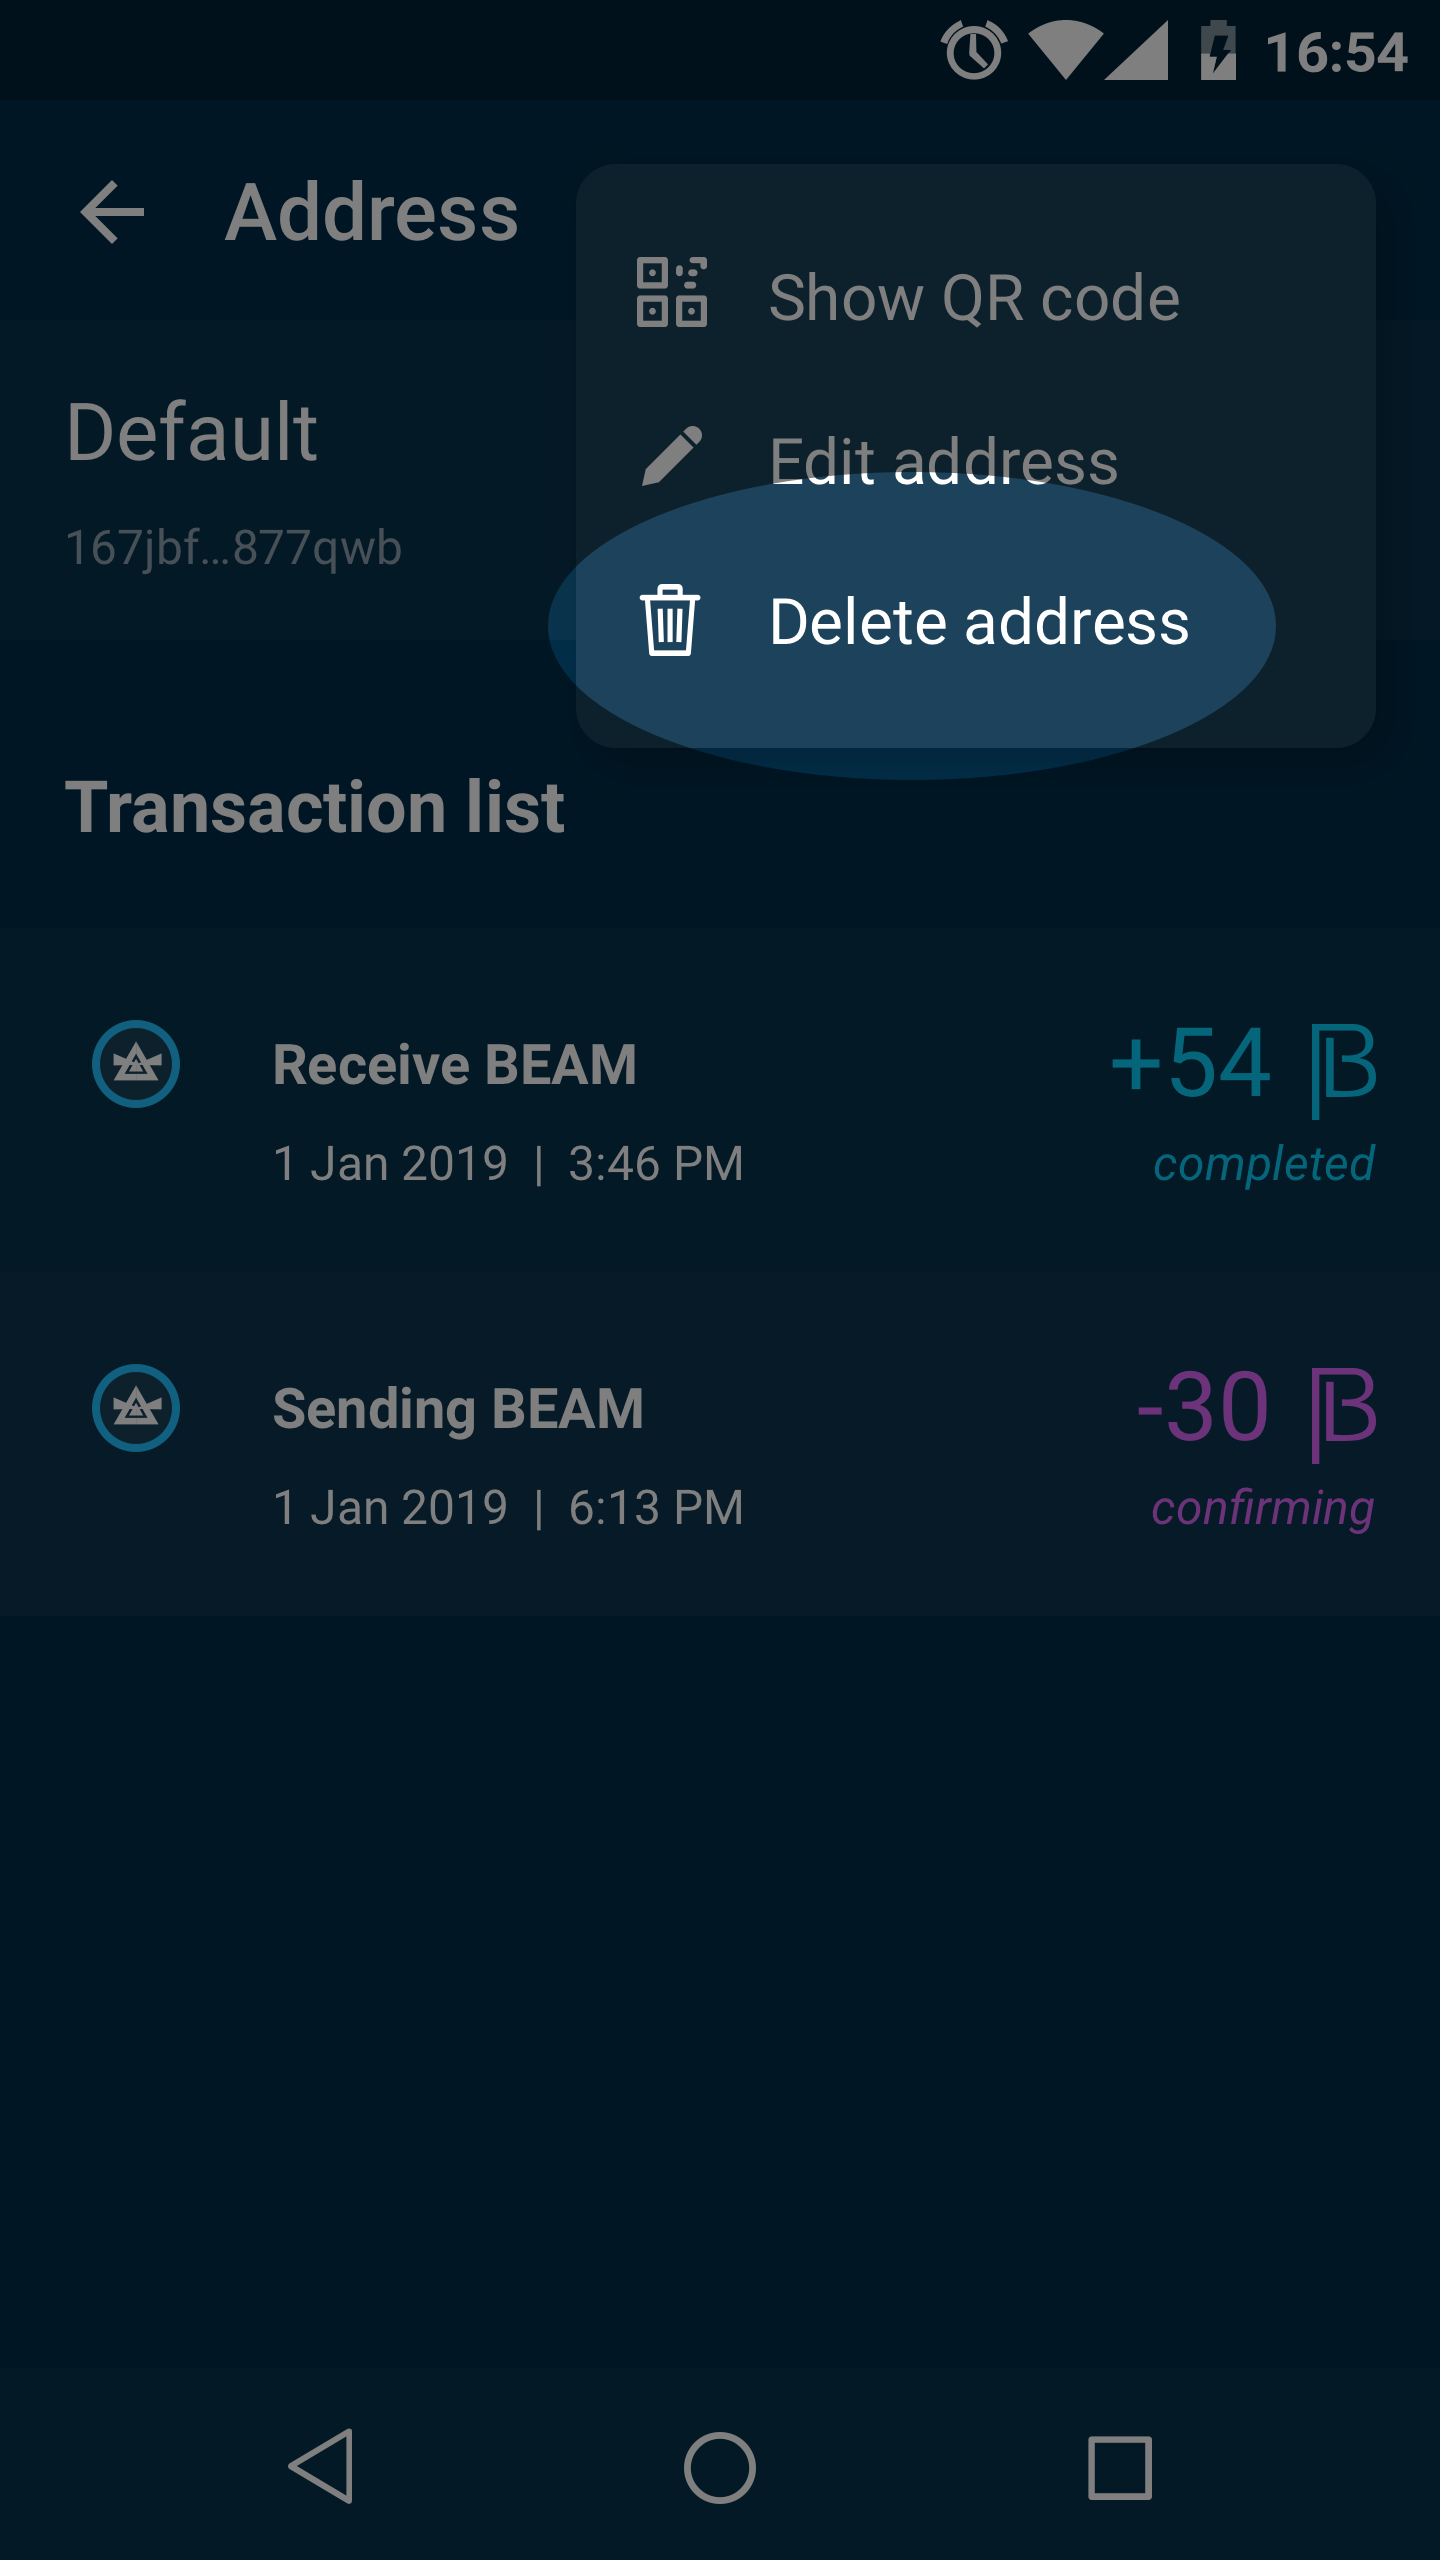 16:54
Address
Show QR code
Default
Edit address
167jbf...877qwb
Delete address
Transaction list
Receive BEAM
+54 B
1 Jan 2019 | 3:46 PM
completed
Sending BEAM
-30 B
1 Jan 2019 | 6:13 PM
confirming